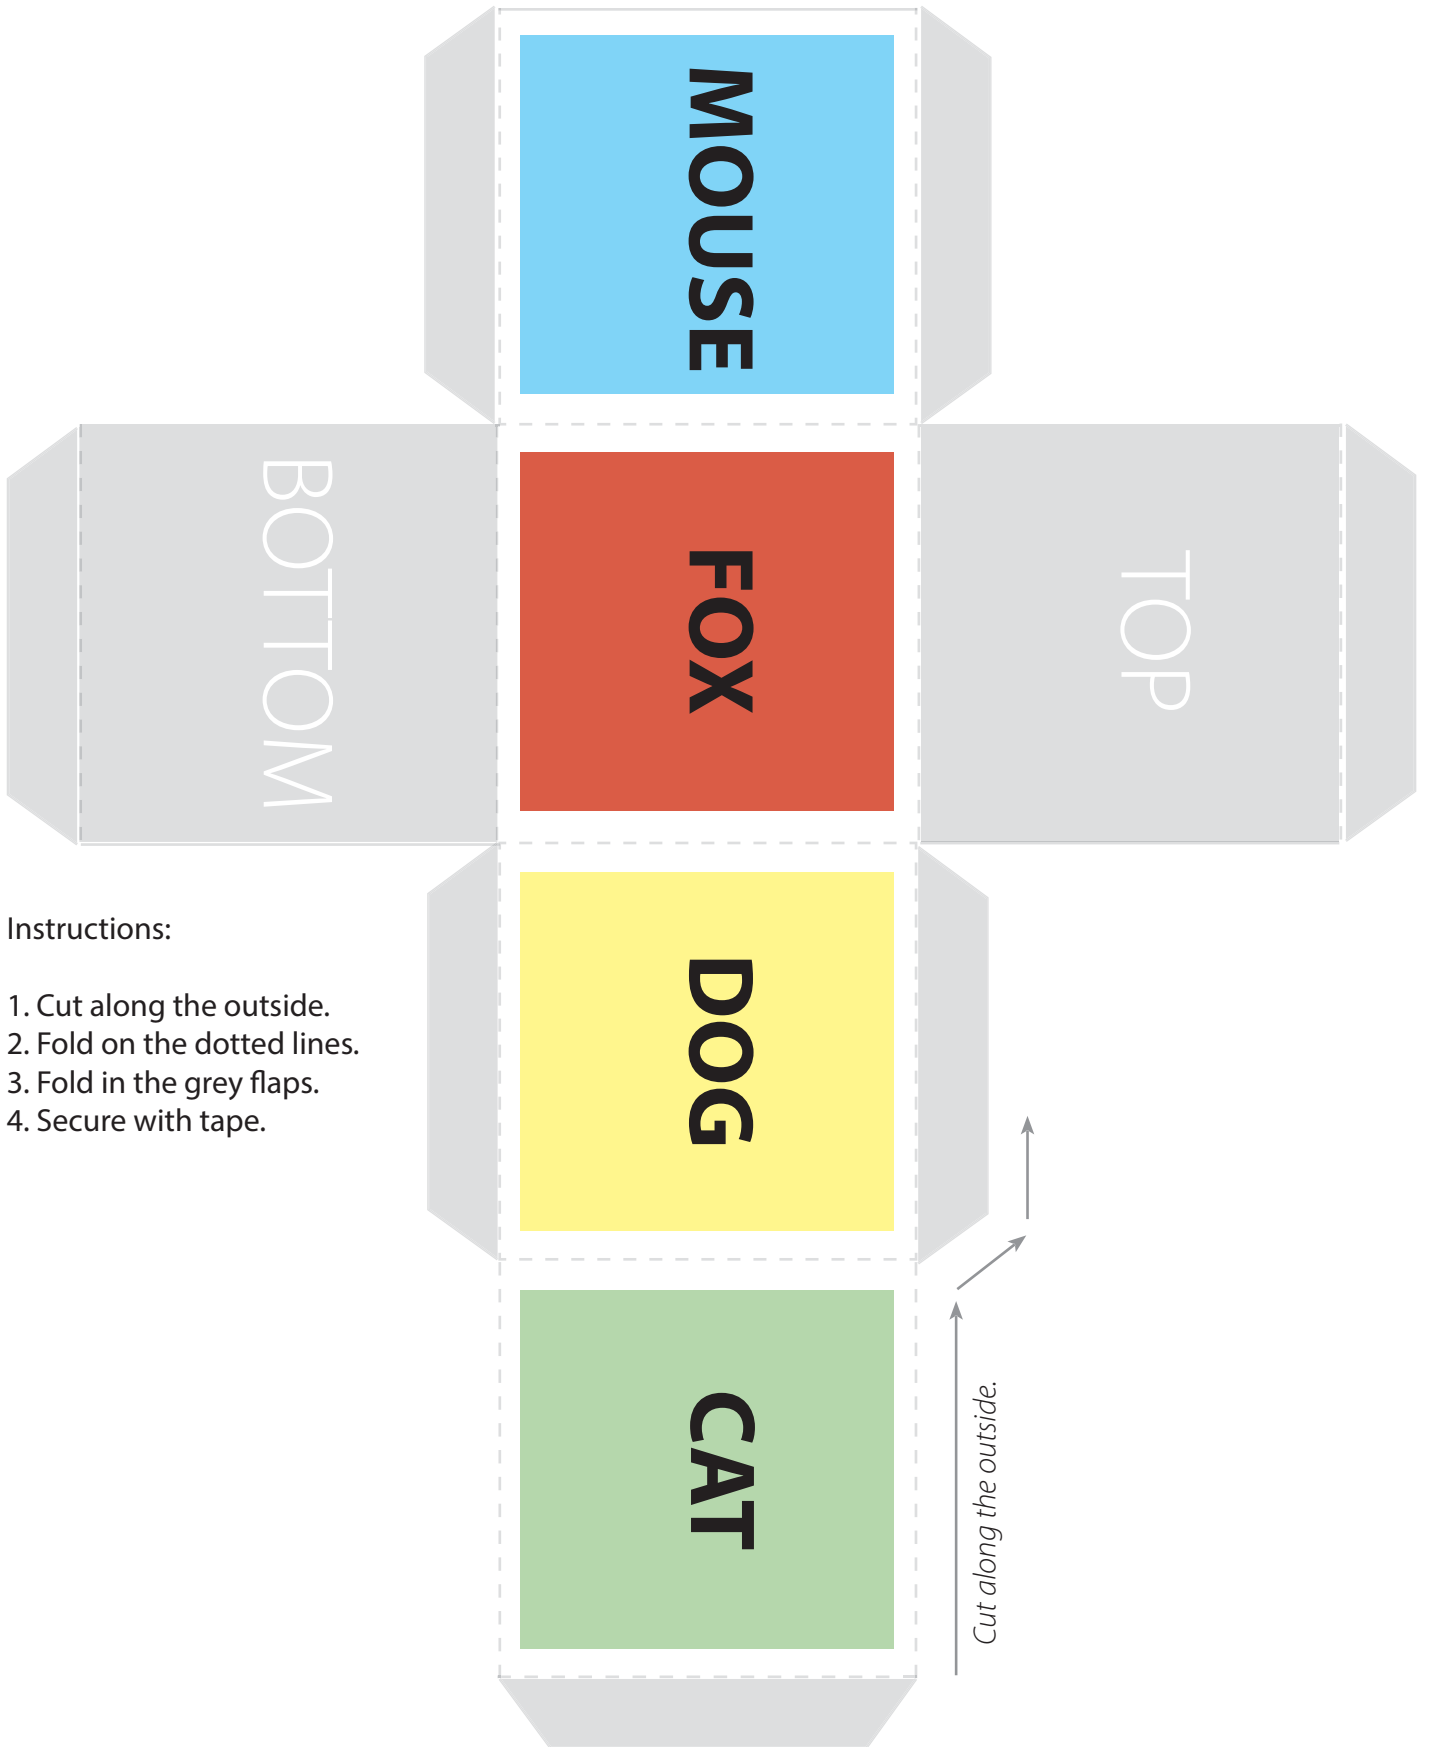 MOUSE
BOTTOM
FOX
TOP
Instructions:
1. Cut along the outside.
2. Fold on the dotted lines.
3. Fold in the grey flaps.
4. Secure with tape.
DOG
CAT
Cut along the outside.